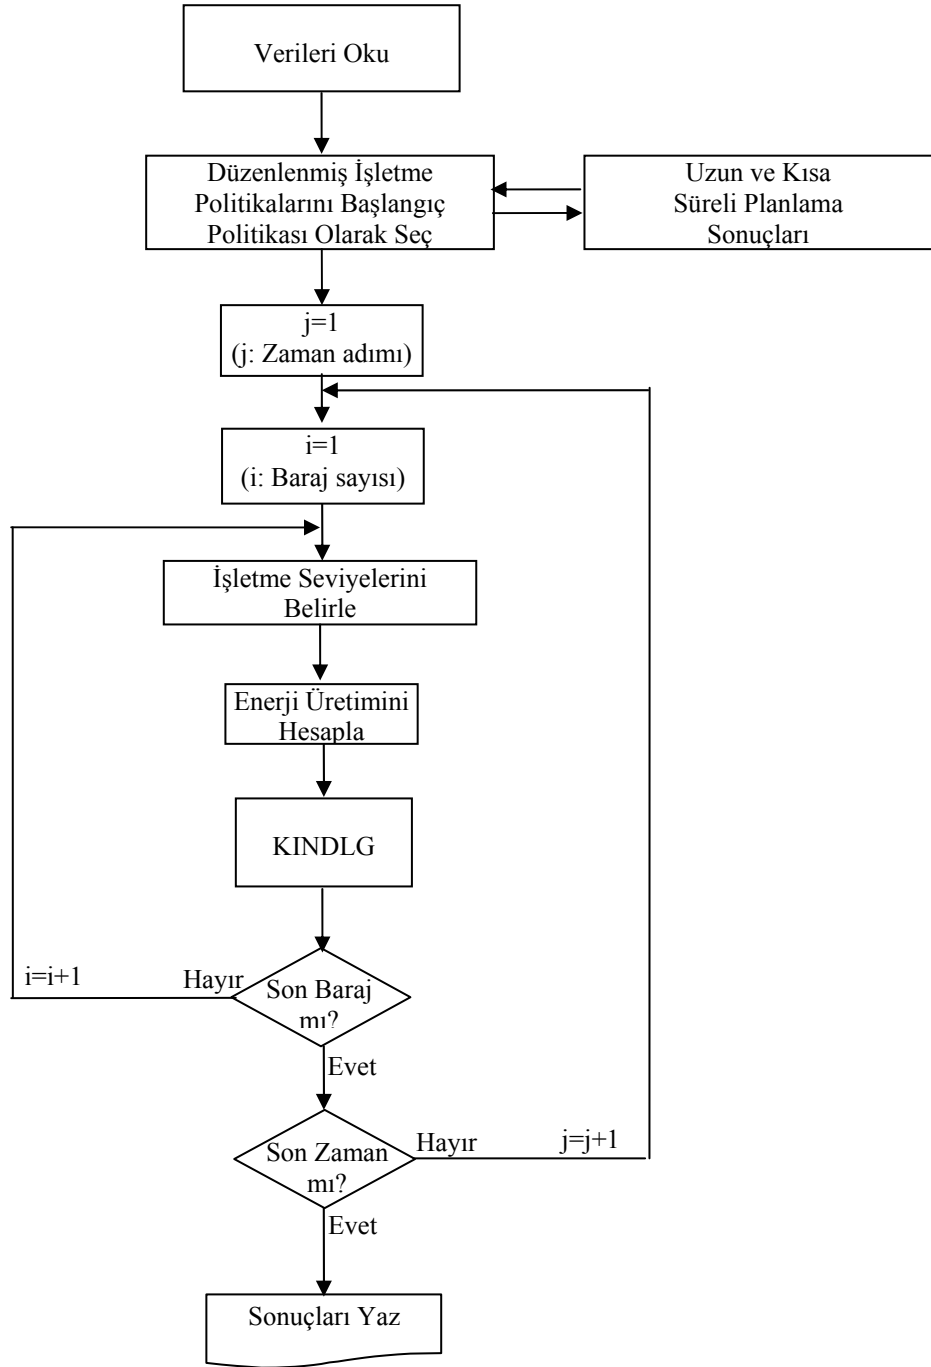 Verileri Oku
Düzenlenmiş İşletme
Politikalarını Başlangıç
Politikası Olarak Seç
Uzun ve Kısa
Süreli Planlama
Sonuçları
j=1
(j: Zaman adımı)
i=1
(i: Baraj sayısı)
İşletme Seviyelerini
Belirle
Enerji Üretimini
Hesapla
KINDLG
i=i+1
Hayır
Son Baraj
mı?
Evet
Son Zaman
mı?
Hayır
j=j+1
Evet
Sonuçları Yaz